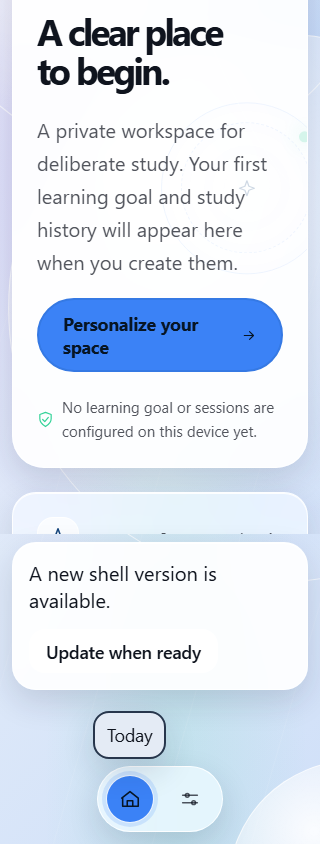 A clear place
to begin.
A private workspace for
deliberate study. Your first
learning goal and study
history will appear here
when you create them.
Personalize your
space
No learning goal or sessions are
configured on this device yet.
A new shell version is
available.
Update when ready
Today